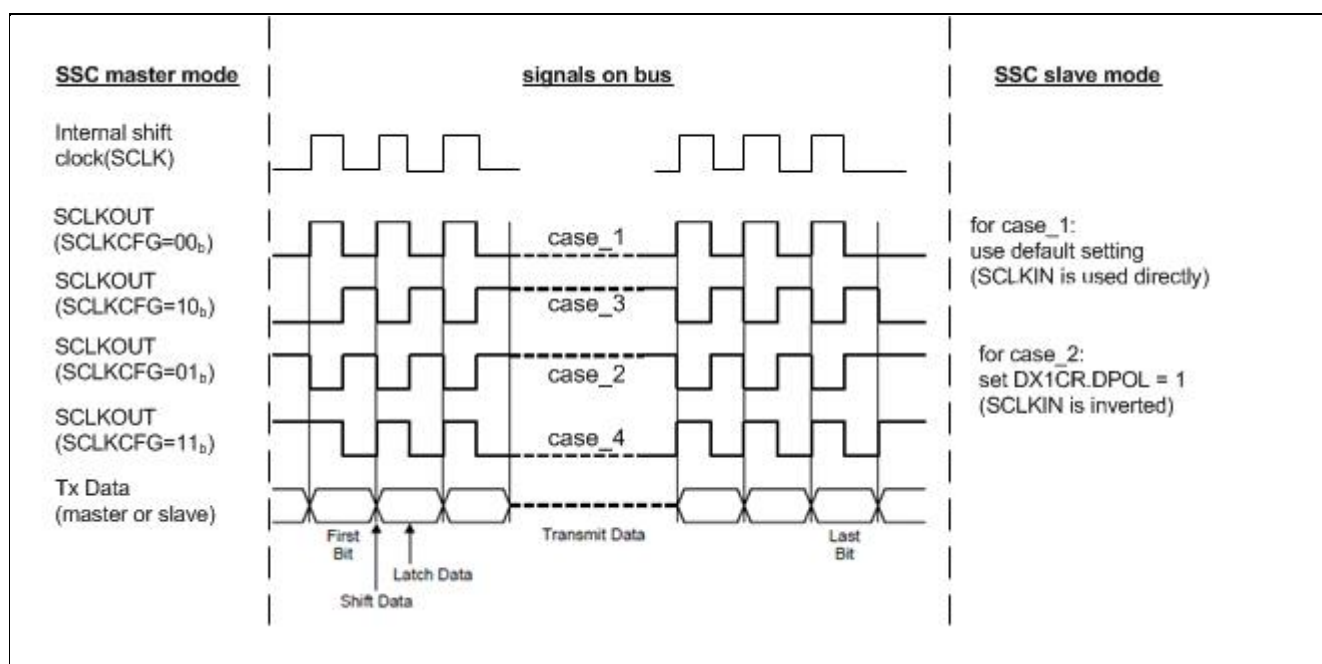 SSC master mode
signals on bus
SSC slave mode
Internal shift
clock(SCLK)
SCLKOUT
(SCLKCFG=00b)
case_1
for case_1:
use default setting
(SCLKIN is used directly)
SCLKOUT
(SCLKCFG=10b)
case_3
SCLKOUT
(SCLKCFG=01b)
case_2
for case_2:
set DX1CR.DPOL = 1
(SCLKIN is inverted)
SCLKOUT
(SCLKCFG=11b)
case_4
Tx Data
(master or slave)
First
Bit
Transmit Data
Last
Bit
Latch Data
Shift Data